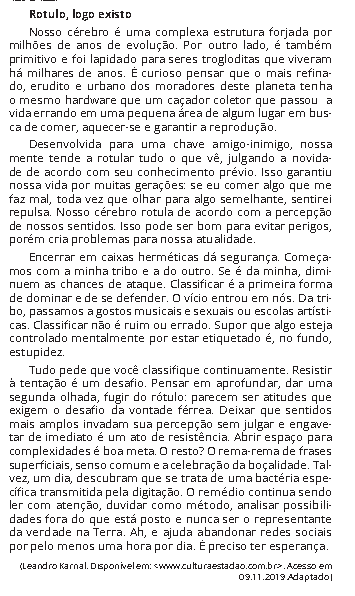 Rotulo, logo existo
Nosso cérebro é uma complexa estrutura forjada por
milhões de anos de evolução. Por outro lado, é também
primitivo e foi lapidado para seres trogloditas que viveram
há milhares de anos. É curioso pensar que o mais refina-
do, erudito e urbano dos moradores deste planeta tenha
o mesmo hardware que um caçador coletor que passou a
vida errando em uma pequena área de algum lugar em bus-
ca de comer, aquecer-se e garantir a reprodução.
Desenvolvida para uma chave amigo-inimigo, nossa
mente tende a rotular tudo o que vê, julgando a novida-
de de acordo com seu conhecimento prévio. Isso garantiu
nossa vida por muitas gerações: se eu comer algo que me
faz mal, toda vez que olhar para algo semelhante, sentirei
repulsa. Nosso cérebro rotula de acordo com a percepção
de nossos sentidos. Isso pode ser bom para evitar perigos,
porém cria problemas para nossa atualidade.
Encerrar em caixas herméticas dá segurança. Começa-
mos com a minha tribo e a do outro. Se é da minha, dimi-
nuem as chances de ataque. Classificar é a primeira forma
de dominar e de se defender. O vício entrou em nós. Da tri-
bo, passamos a gostos musicais e sexuais ou escolas artísti-
cas. Classificar não é ruim ou errado. Supor que algo esteja
controlado mentalmente por estar etiquetado é, no fundo,
estupidez.
Tudo pede que você classifique continuamente. Resistir
à tentação é um desafio. Pensar em aprofundar, dar uma
segunda olhada, fugir do rótulo: parecem ser atitudes que
exigem o desafio da vontade férrea. Deixar que sentidos
mais amplos invadam sua percepção sem julgar e engave-
tar de imediato é um ato de resistência. Abrir espaço para
complexidades é boa meta. O resto? O rema-rema de frases
superficiais, senso comum e a celebração da boçalidade. Tal-
vez, um dia, descubram que se trata de uma bactéria espe-
cífica transmitida pela digitação. O remédio continua sendo
ler com atenção, duvidar como método, analisar possibili-
dades fora do que está posto e nunca ser o representante
da verdade na Terra. Ah, e ajuda abandonar redes sociais
por pelo menos uma hora por dia. É preciso ter esperança.
(Leandro Karnal. Disponível em: <www.culturaestadao.com.br>. Acesso em
09.11.2019 Adaptado)